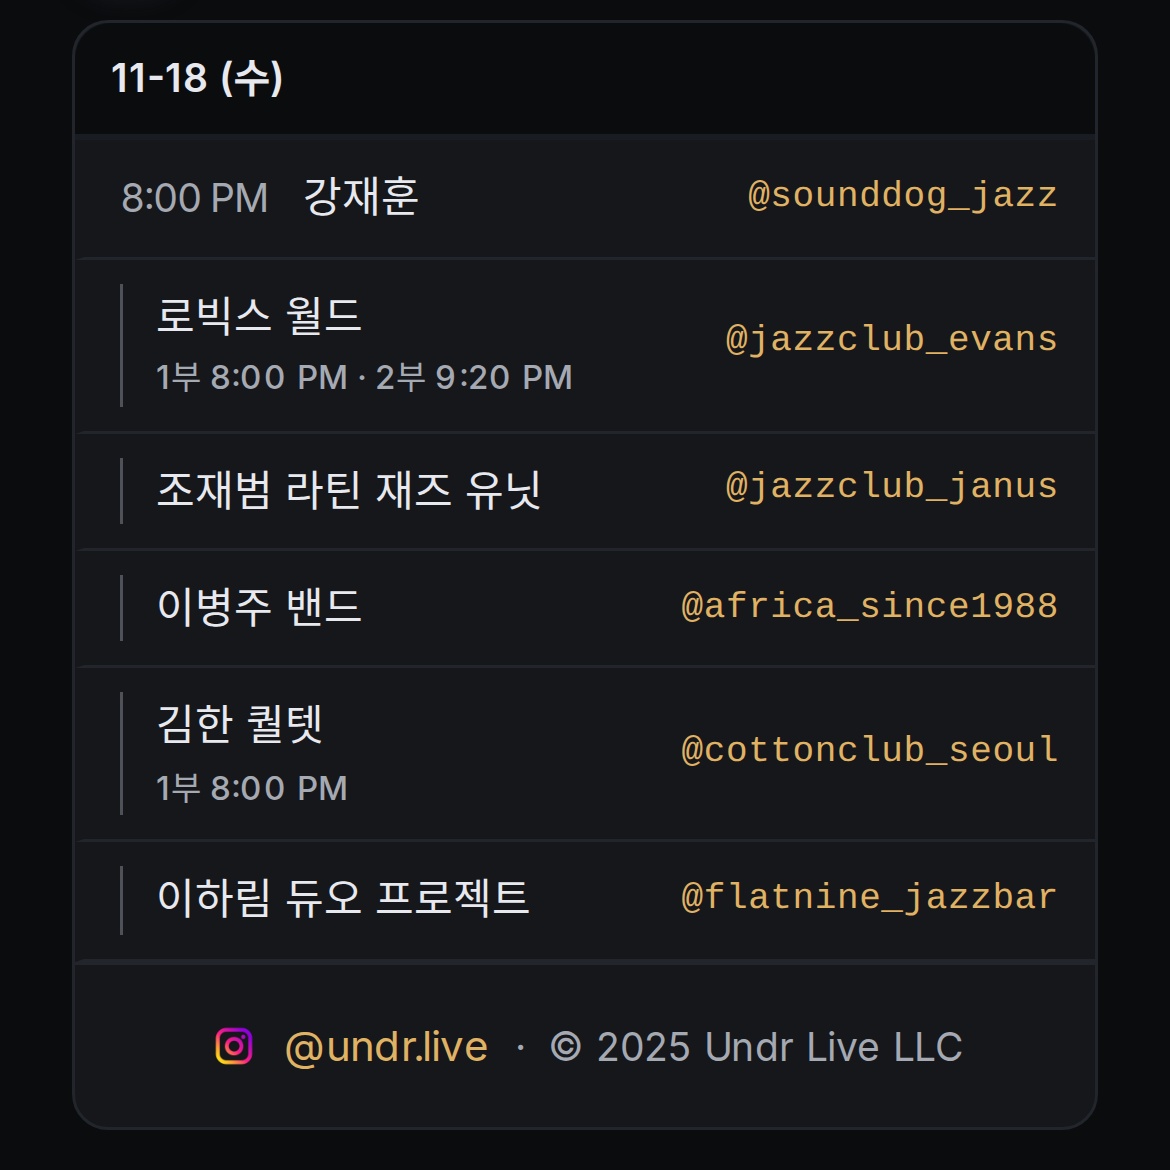 11-18 (수)
8:00 PM 강재훈 @sounddog_jazz
로빅스 월드
1부 8:00 PM · 2부 9:20 PM
@jazzclub_evans
조재범 라틴 재즈 유닛 @jazzclub_janus
이병주 밴드 @africa_since1988
김한 퀄텟
1부 8:00 PM
@cottonclub_seoul
이하림 듀오 프로젝트 @flatnine_jazzbar
@undr.live · © 2025 Undr Live LLC